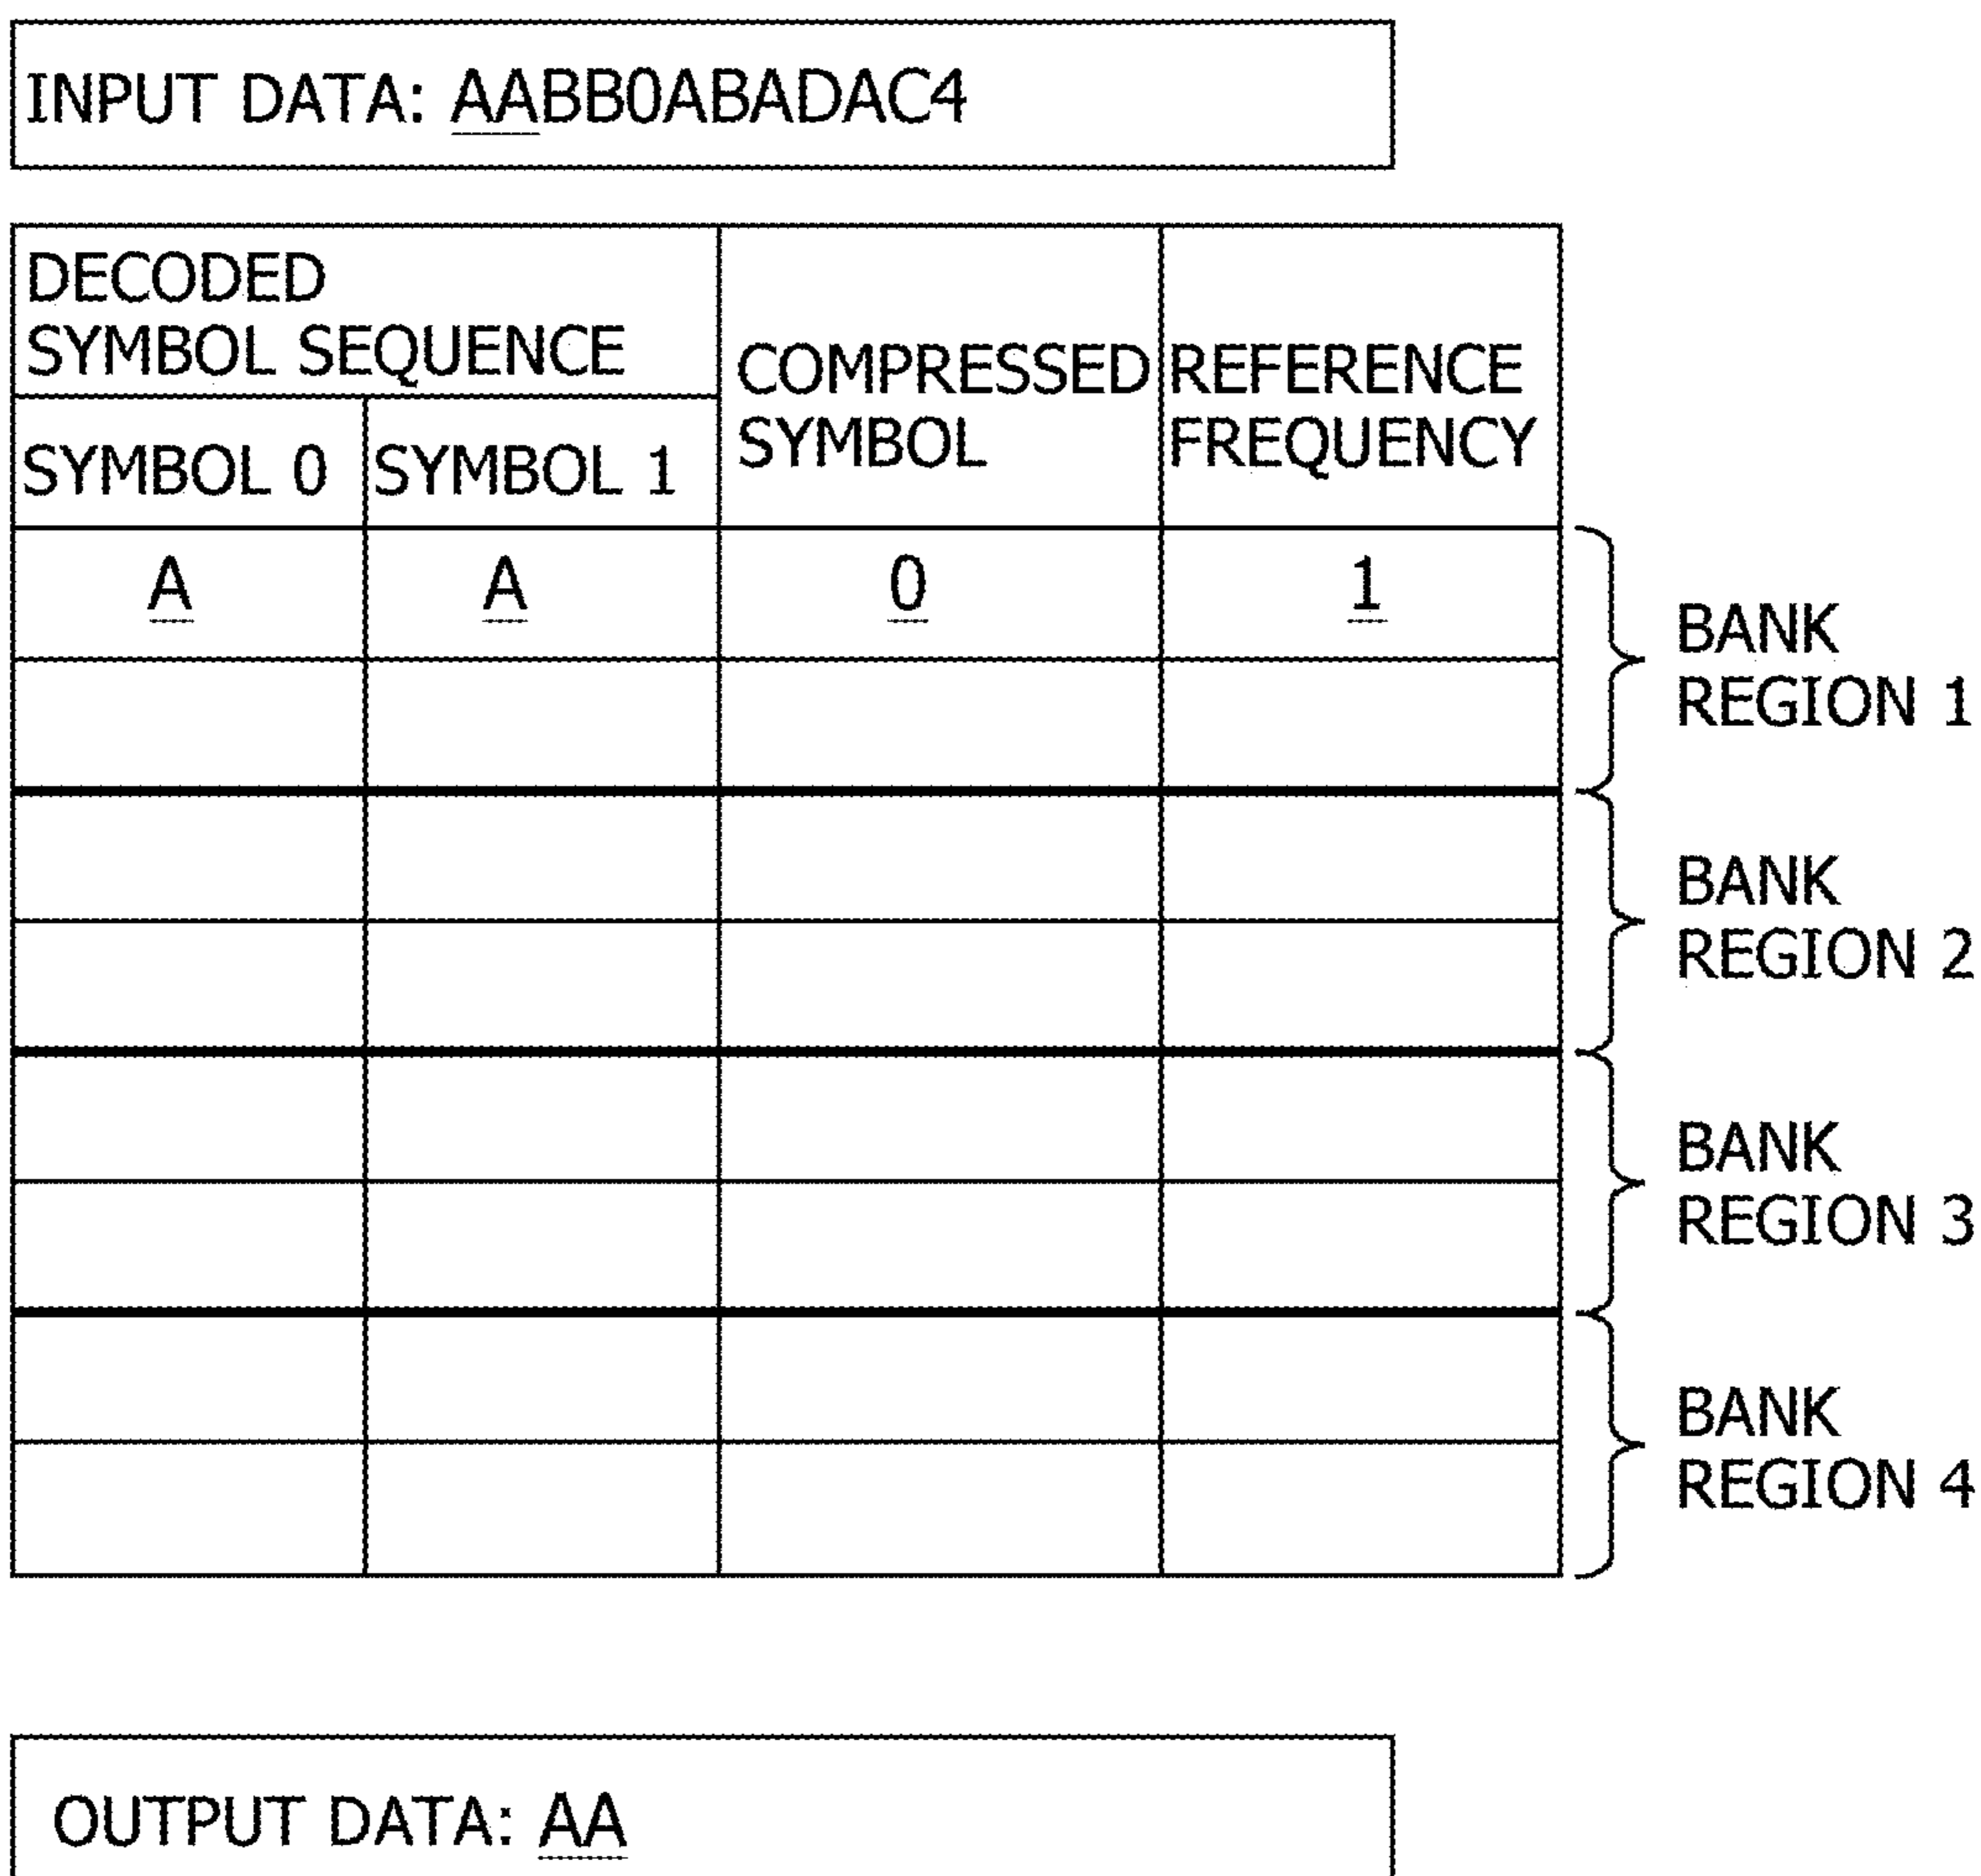 INPUT DATA: AABB0ABADAC4
DECODED
SYMBOL SEQUENCE
COMPRESSED
SYMBOL
REFERENCE
FREQUENCY
SYMBOL 0
SYMBOL 1
A A 0 1
BANK
REGION 1
BANK
REGION 2
BANK
REGION 3
BANK
REGION 4
OUTPUT DATA: AA